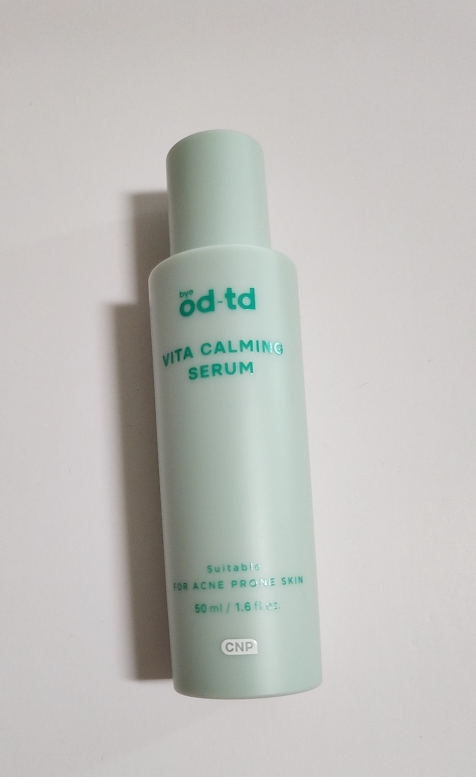 bye
od-td
VITA CALMING
SERUM
Suitable
FOR ACNE PRONE SKIN
50 ml / 1.6 fl.oz.
CNP